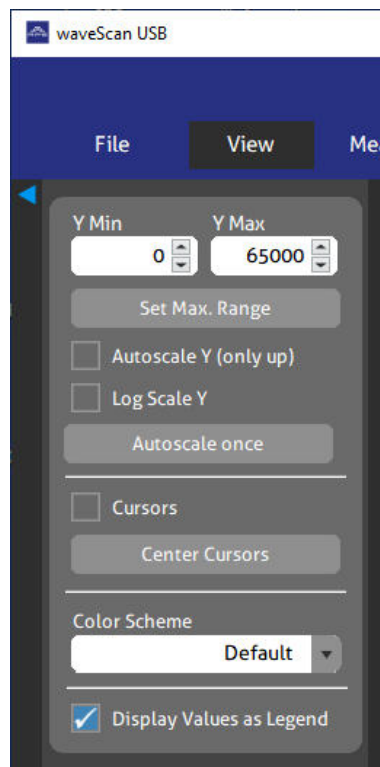 waveScan USB
File View
Y Min Y Max
0 65000
Set Max. Range
Autoscale Y (only up)
Log Scale Y
Autoscale once
Cursors
Center Cursors
Color Scheme
Default
Display Values as Legend